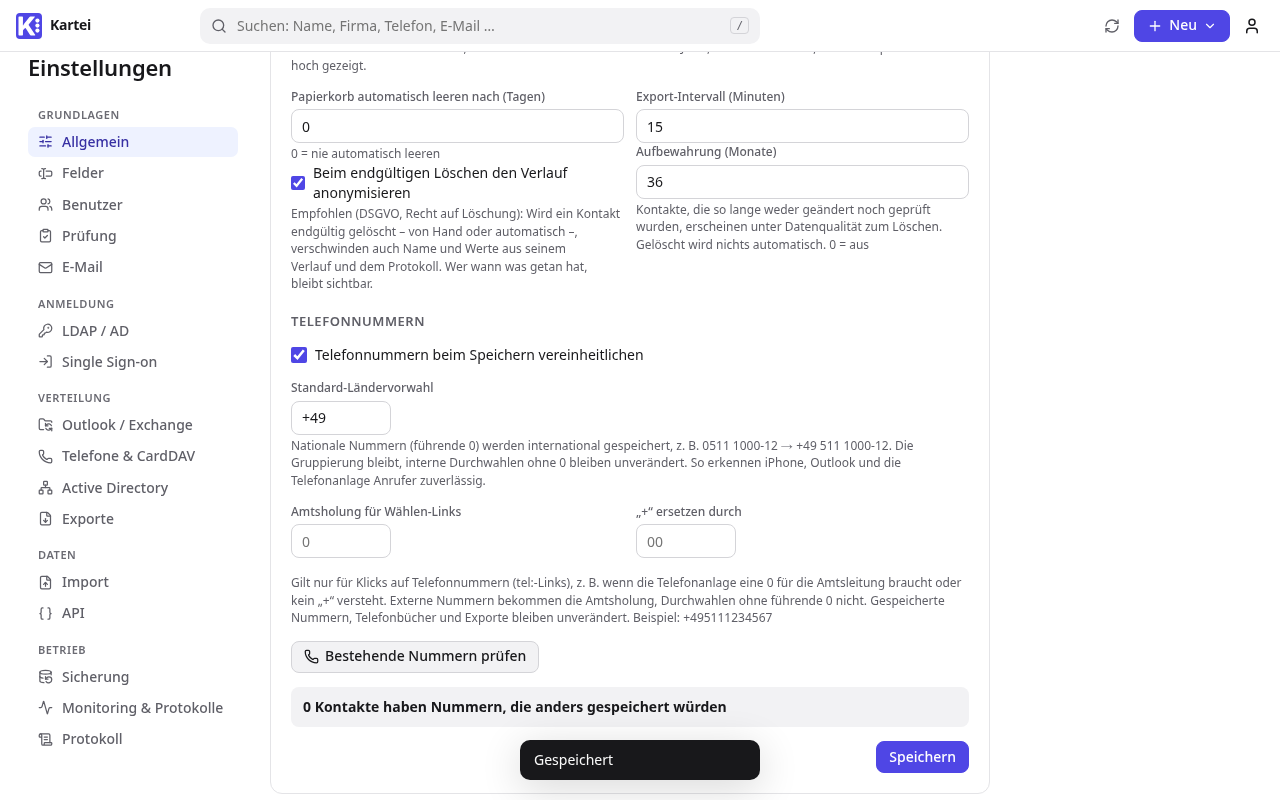 Kartei
Suchen: Name, Firma, Telefon, E-Mail …
/
Neu
Einstellungen
GRUNDLAGEN
Allgemein
Felder
Benutzer
Prüfung
E-Mail
ANMELDUNG
LDAP / AD
Single Sign-on
VERTEILUNG
Outlook / Exchange
Telefone & CardDAV
Active Directory
Exporte
DATEN
Import
API
BETRIEB
Sicherung
Monitoring & Protokolle
Protokoll
hoch gezeigt.
Papierkorb automatisch leeren nach (Tagen)
0
0 = nie automatisch leeren
Beim endgültigen Löschen den Verlauf
anonymisieren
Empfohlen (DSGVO, Recht auf Löschung): Wird ein Kontakt
endgültig gelöscht – von Hand oder automatisch –,
verschwinden auch Name und Werte aus seinem
Verlauf und dem Protokoll. Wer wann was getan hat,
bleibt sichtbar.
Export-Intervall (Minuten)
15
Aufbewahrung (Monate)
36
Kontakte, die so lange weder geändert noch geprüft
wurden, erscheinen unter Datenqualität zum Löschen.
Gelöscht wird nichts automatisch. 0 = aus
TELEFONNUMMERN
Telefonnummern beim Speichern vereinheitlichen
Standard-Ländervorwahl
+49
Nationale Nummern (führende 0) werden international gespeichert, z. B. 0511 1000-12 → +49 511 1000-12. Die
Gruppierung bleibt, interne Durchwahlen ohne 0 bleiben unverändert. So erkennen iPhone, Outlook und die
Telefonanlage Anrufer zuverlässig.
Amtsholung für Wählen-Links
0
„+“ ersetzen durch
00
Gilt nur für Klicks auf Telefonnummern (tel:-Links), z. B. wenn die Telefonanlage eine 0 für die Amtsleitung braucht oder
kein „+“ versteht. Externe Nummern bekommen die Amtsholung, Durchwahlen ohne führende 0 nicht. Gespeicherte
Nummern, Telefonbücher und Exporte bleiben unverändert. Beispiel: +495111234567
Bestehende Nummern prüfen
0 Kontakte haben Nummern, die anders gespeichert würden
Gespeichert
Speichern